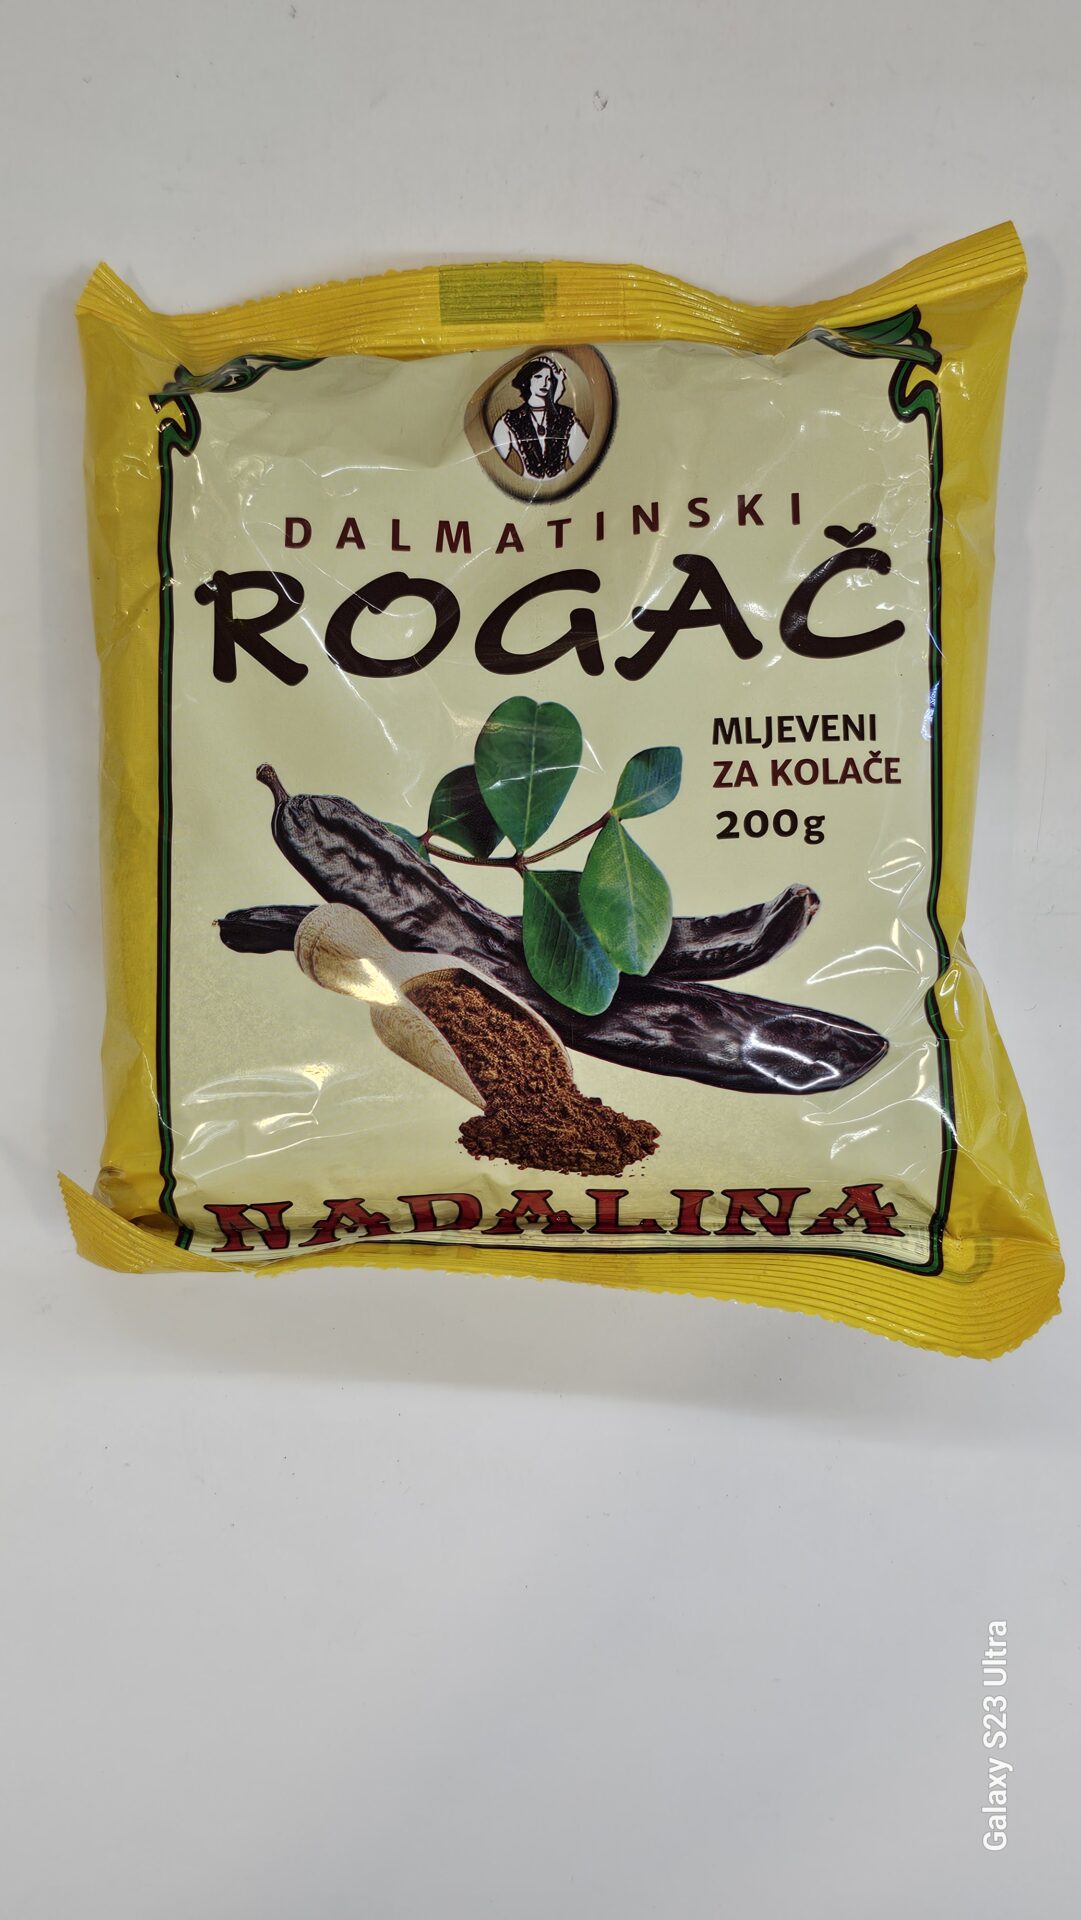 DALMATINSKI
ROGAČ
MLJEVENI
ZA KOLAČE
200g
NADALINA
Galaxy S23 Ultra